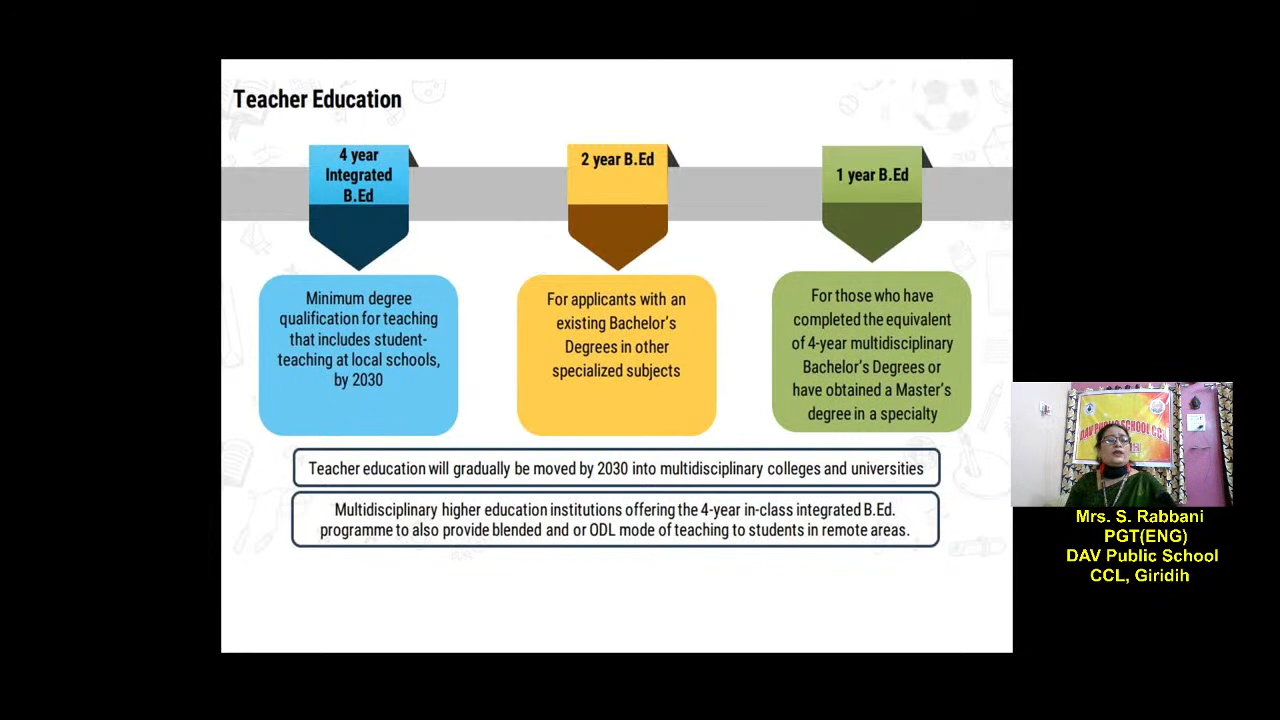 Teacher Education
4 year
Integrated
B.Ed
2 year B.Ed
1 year B.Ed
Minimum degree
qualification for teaching
that includes student-
teaching at local schools,
by 2030
For applicants with an
existing Bachelor's
Degrees in other
specialized subjects
For those who have
completed the equivalent
of 4-year multidisciplinary
Bachelor's Degrees or
have obtained a Master's
degree in a specialty
Teacher education will gradually be moved by 2030 into multidisciplinary colleges and universities
Multidisciplinary higher education institutions offering the 4-year in-class integrated B.Ed.
programme to also provide blended and or ODL mode of teaching to students in remote areas.
DAV PUBLIC SCHOOL CCL
Mrs. S. Rabbani
PGT(ENG)
DAV Public School
CCL, Giridih